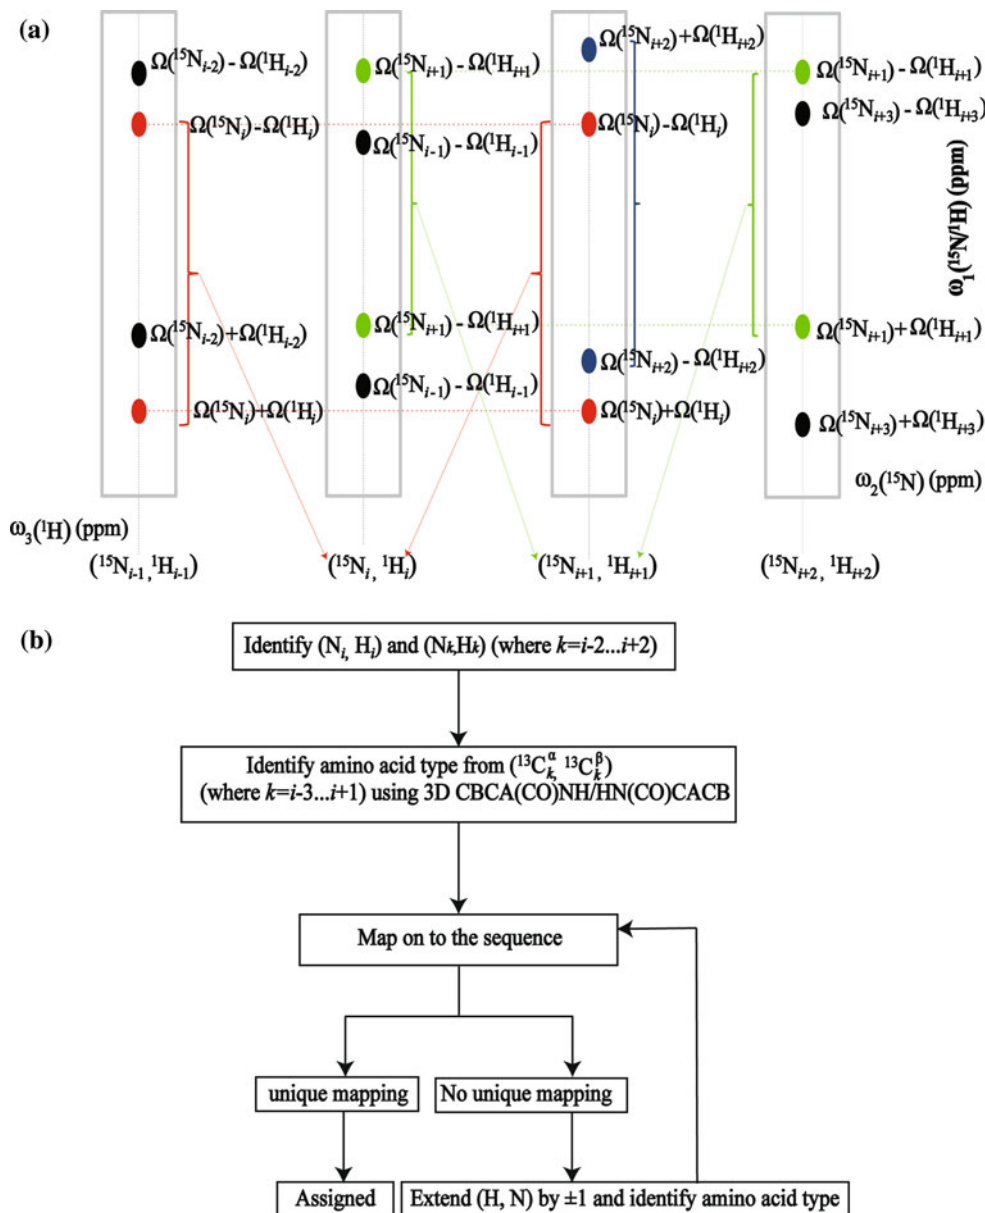 (a)
Ω(¹⁵Nᵢ₋₂) - Ω(¹Hᵢ₋₂)
Ω(¹⁵Nᵢ) - Ω(¹Hᵢ)
Ω(¹⁵Nᵢ₋₂)+Ω(¹Hᵢ₋₂)
Ω(¹⁵Nᵢ)+Ω(¹Hᵢ)
Ω(¹⁵Nᵢ₊₁) - Ω(¹Hᵢ₊₁)
Ω(¹⁵Nᵢ₋₁) - Ω(¹Hᵢ₋₁)
Ω(¹⁵Nᵢ₊₁) - Ω(¹Hᵢ₊₁)
Ω(¹⁵Nᵢ₋₁) - Ω(¹Hᵢ₋₁)
Ω(¹⁵Nᵢ₊₂)+Ω(¹Hᵢ₊₂)
Ω(¹⁵Nᵢ) - Ω(¹Hᵢ)
Ω(¹⁵Nᵢ₊₂) - Ω(¹Hᵢ₊₂)
Ω(¹⁵Nᵢ)+Ω(¹Hᵢ)
Ω(¹⁵Nᵢ₊₁) - Ω(¹Hᵢ₊₁)
Ω(¹⁵Nᵢ₊₃) - Ω(¹Hᵢ₊₃)
Ω(¹⁵Nᵢ₊₁)+Ω(¹Hᵢ₊₁)
Ω(¹⁵Nᵢ₊₃)+Ω(¹Hᵢ₊₃)
ω₁(¹⁵N/¹H) (ppm)
ω₂(¹⁵N) (ppm)
ω₃(¹H) (ppm)
(¹⁵Nᵢ₋₁, ¹Hᵢ₋₁)
(¹⁵Nᵢ, ¹Hᵢ)
(¹⁵Nᵢ₊₁, ¹Hᵢ₊₁)
(¹⁵Nᵢ₊₂, ¹Hᵢ₊₂)
(b)
Identify (Nᵢ, Hᵢ) and (Nₖ,Hₖ) (where k=i-2...i+2)
Identify amino acid type from (¹³Cₖᵅ, ¹³Cₖᵝ)
(where k=i-3...i+1) using 3D CBCA(CO)NH/HN(CO)CACB
Map on to the sequence
unique mapping
No unique mapping
Assigned
Extend (H, N) by ±1 and identify amino acid type